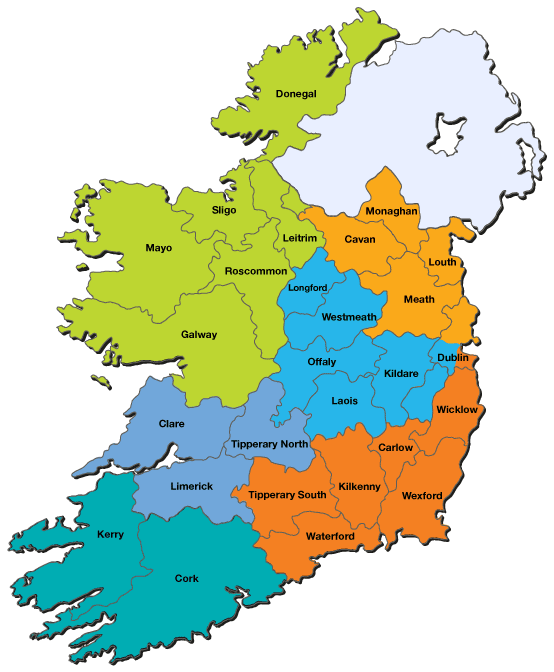 Donegal
Monaghan
Sligo
Leitrim
Cavan
Mayo
Louth
Roscommon
Longford
Meath
Westmeath
Galway
Offaly
Dublin
Kildare
Laois
Wicklow
Clare
Tipperary North
Carlow
Limerick
Kilkenny
Tipperary South
Wexford
Kerry
Waterford
Cork